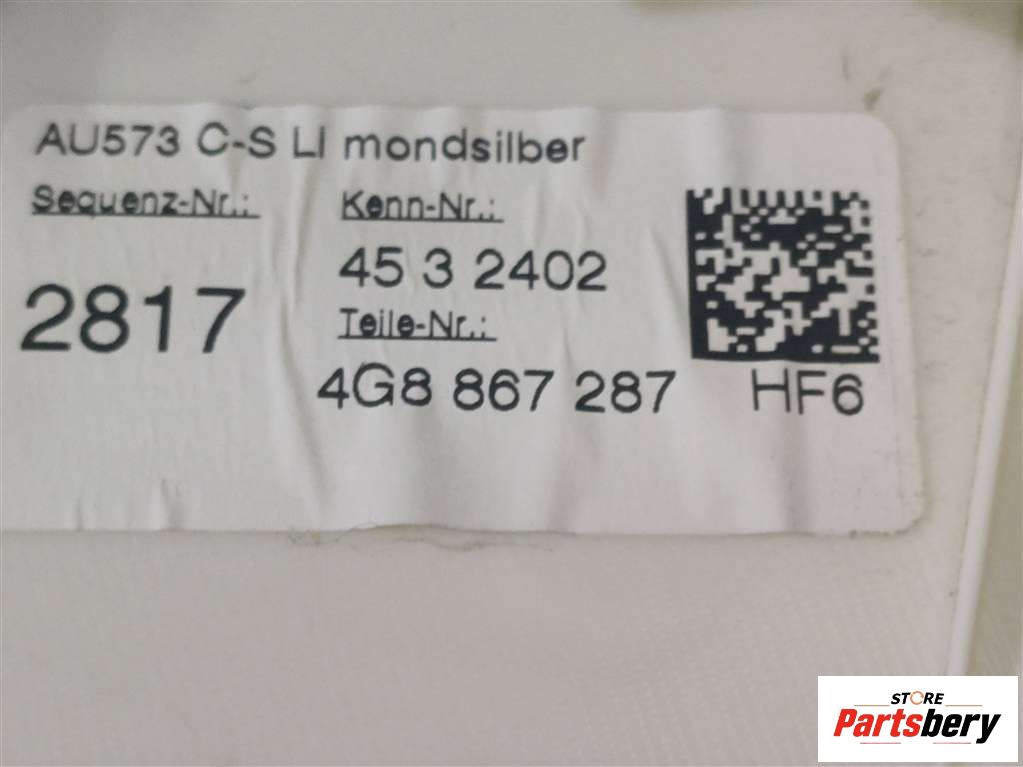 AU573 C-S LI mondsilber
Sequenz-Nr.:
Kenn-Nr.:
45 3 2402
2817
Teile-Nr.:
4G8 867 287 HF6
STORE
Partsbery